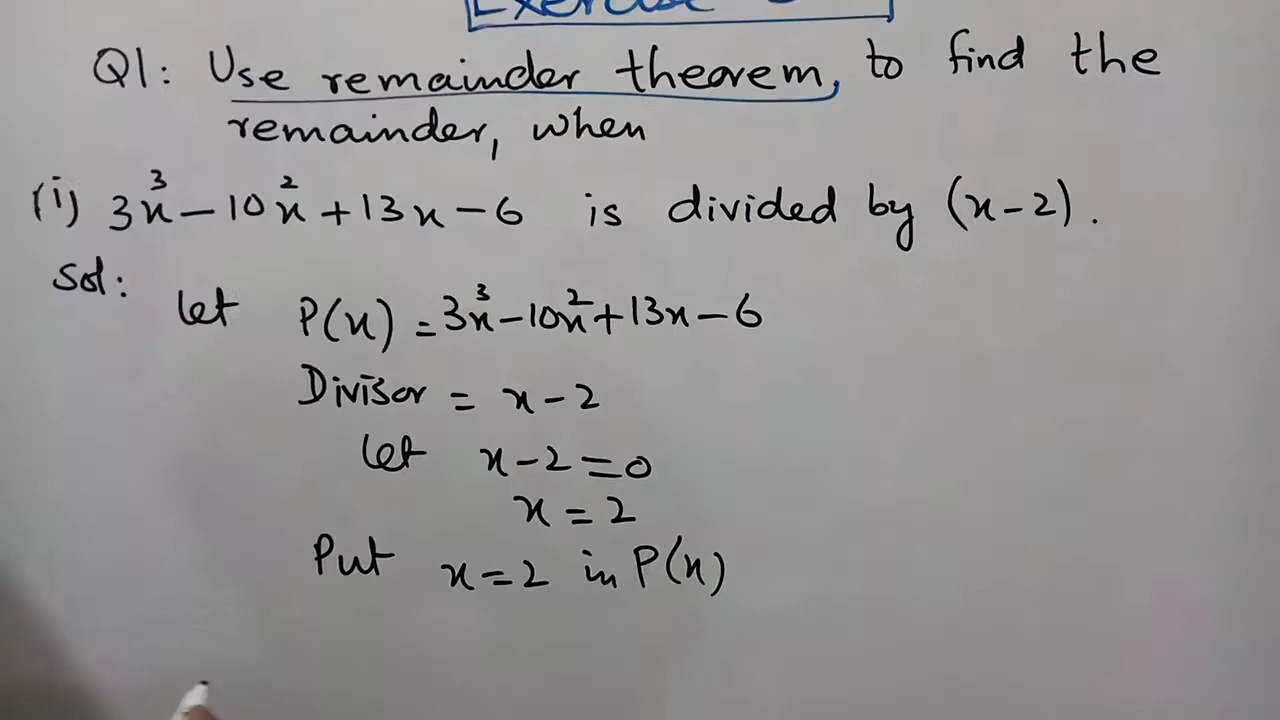 Exercise
Q1: Use remainder theorem, to find the
remainder, when
(i) 3x³-10x²+13x-6 is divided by (x-2).
Sol:
let P(x) = 3x³-10x²+13x-6
Divisor = x-2
let x-2=0
x=2
Put x=2 in P(x)